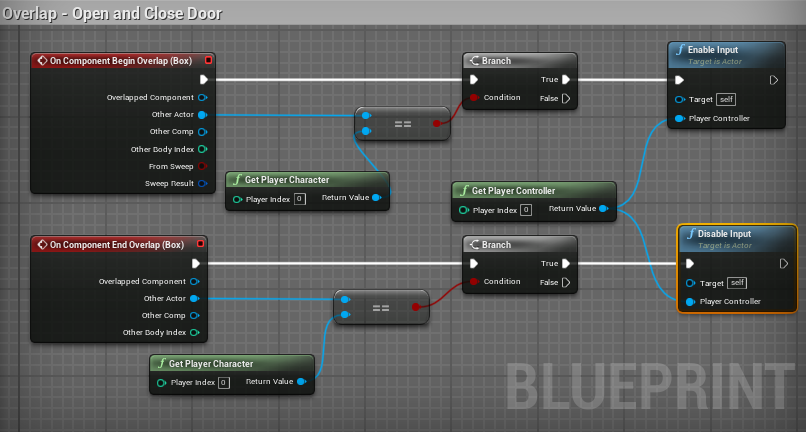 Overlap - Open and Close Door
On Component Begin Overlap (Box)
Overlapped Component
Other Actor
Other Comp
Other Body Index
From Sweep
Sweep Result
==
Get Player Character
Player Index 0
Return Value
Branch
True
Condition
False
Enable Input
Target is Actor
Target self
Player Controller
Get Player Controller
Player Index 0
Return Value
On Component End Overlap (Box)
Overlapped Component
Other Actor
Other Comp
Other Body Index
==
Get Player Character
Player Index 0
Return Value
Branch
True
Condition
False
Disable Input
Target is Actor
Target self
Player Controller
BLUEPRINT